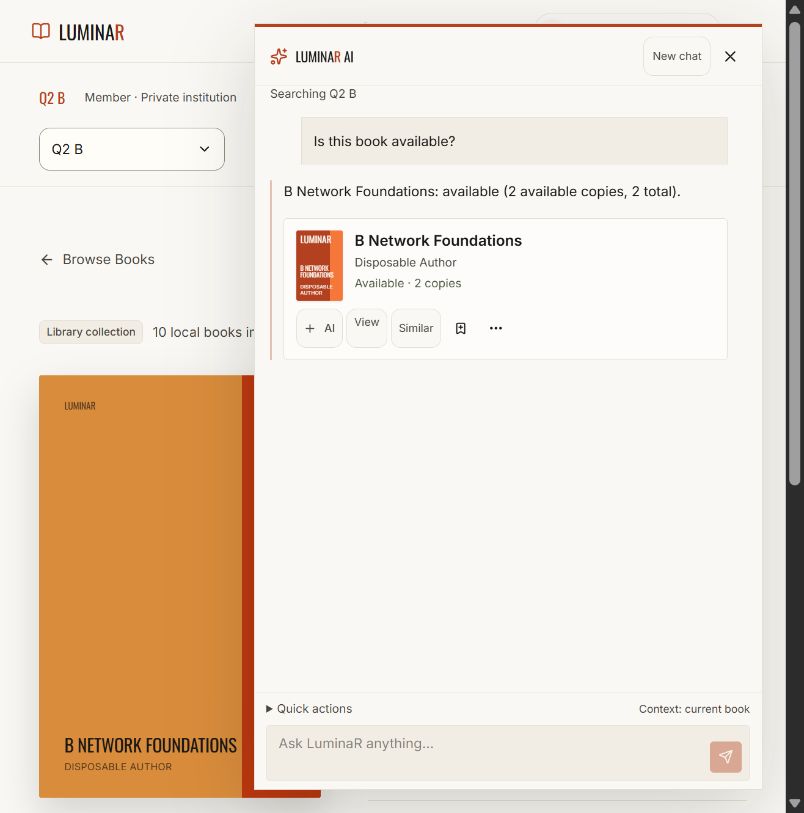 LUMINAR
Q2 B
Member · Private institution
Q2 B
Browse Books
Library collection
10 local books in
LUMINAR
B NETWORK FOUNDATIONS
DISPOSABLE AUTHOR
LUMINAR AI
New chat
Searching Q2 B
Is this book available?
B Network Foundations: available (2 available copies, 2 total).
LUMINAR
B NETWORK
FOUNDATIONS
DISPOSABLE
AUTHOR
B Network Foundations
Disposable Author
Available · 2 copies
AI
View
Similar
Quick actions
Context: current book
Ask LuminaR anything...